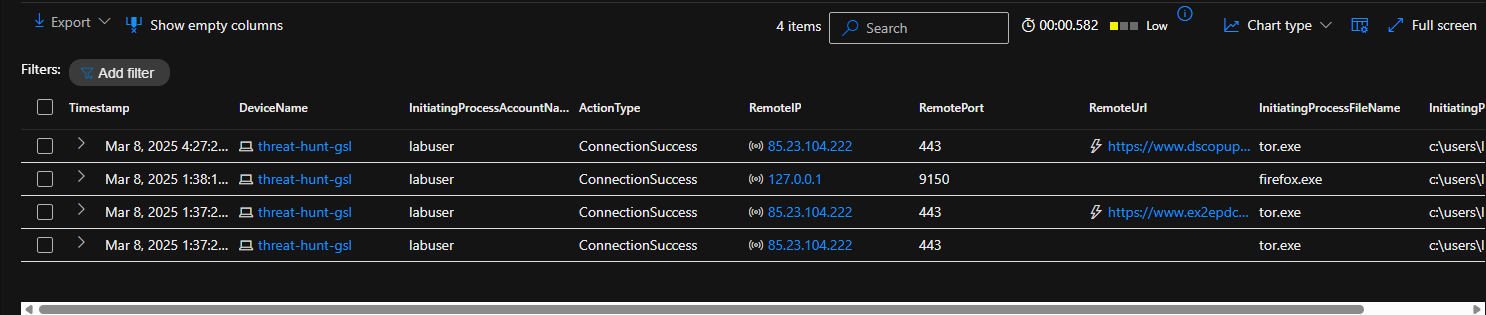 Export Show empty columns 4 items Search 00:00.582 Low Chart type Full screen
Filters: Add filter
Timestamp DeviceName InitiatingProcessAccountNa... ActionType RemoteIP RemotePort RemoteUrl InitiatingProcessFileName InitiatingP
Mar 8, 2025 4:27:2... threat-hunt-gsl labuser ConnectionSuccess 85.23.104.222 443 https://www.dscopup... tor.exe c:\users\l
Mar 8, 2025 1:38:1... threat-hunt-gsl labuser ConnectionSuccess 127.0.0.1 9150 firefox.exe c:\users\l
Mar 8, 2025 1:37:2... threat-hunt-gsl labuser ConnectionSuccess 85.23.104.222 443 https://www.ex2epdc... tor.exe c:\users\l
Mar 8, 2025 1:37:2... threat-hunt-gsl labuser ConnectionSuccess 85.23.104.222 443 tor.exe c:\users\l